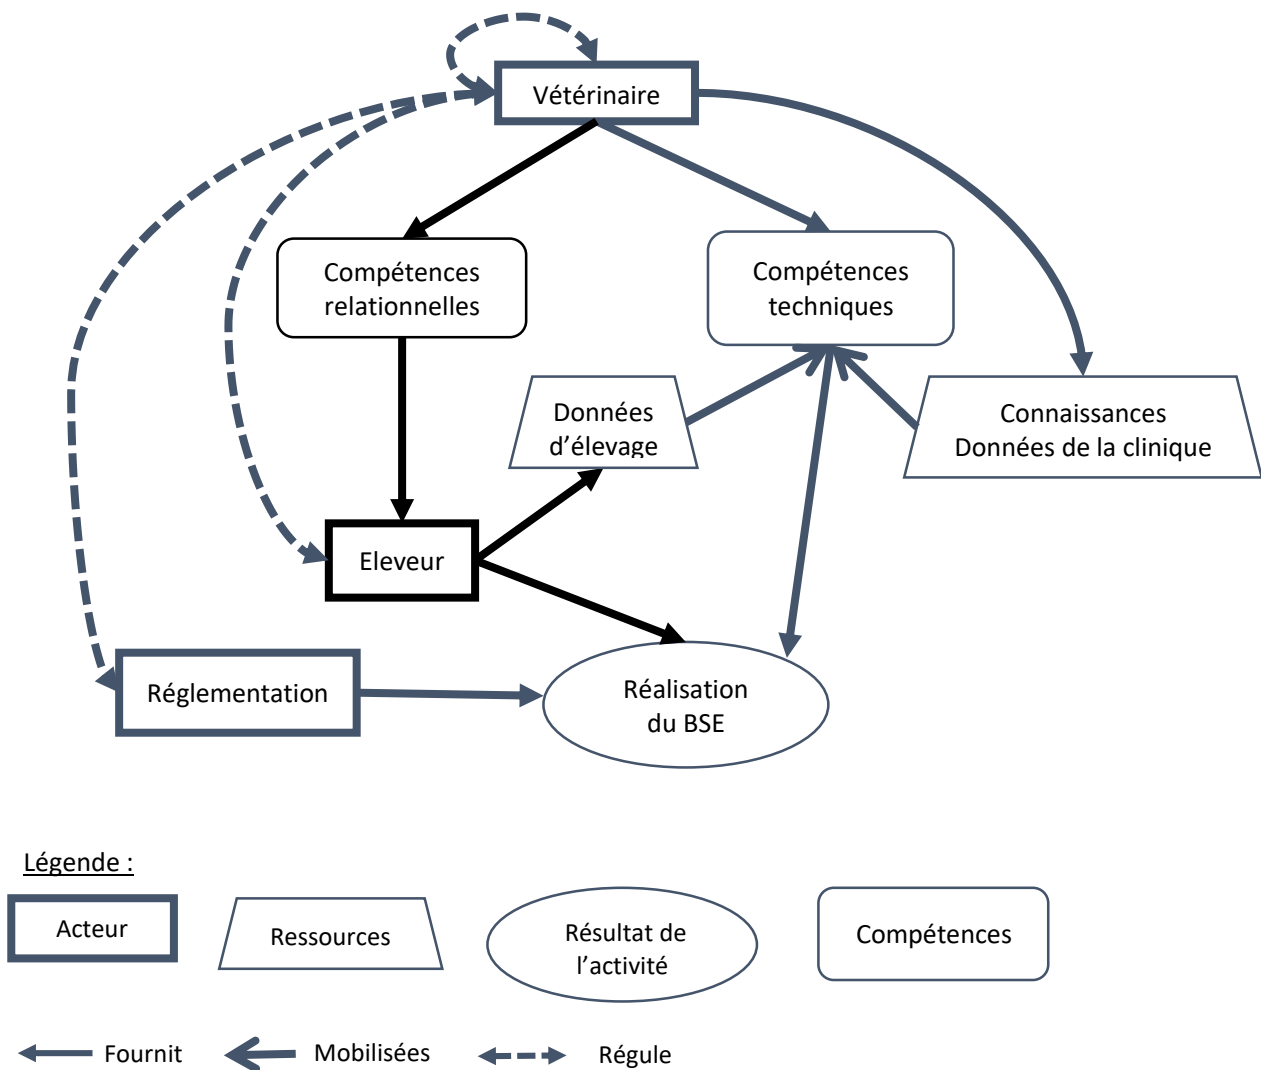 Vétérinaire
Compétences
relationnelles
Compétences
techniques
Données
d’élevage
Connaissances
Données de la clinique
Eleveur
Réglementation
Réalisation
du BSE
Légende :
Acteur
Ressources
Résultat de
l’activité
Compétences
Fournit
Mobilisées
Régule